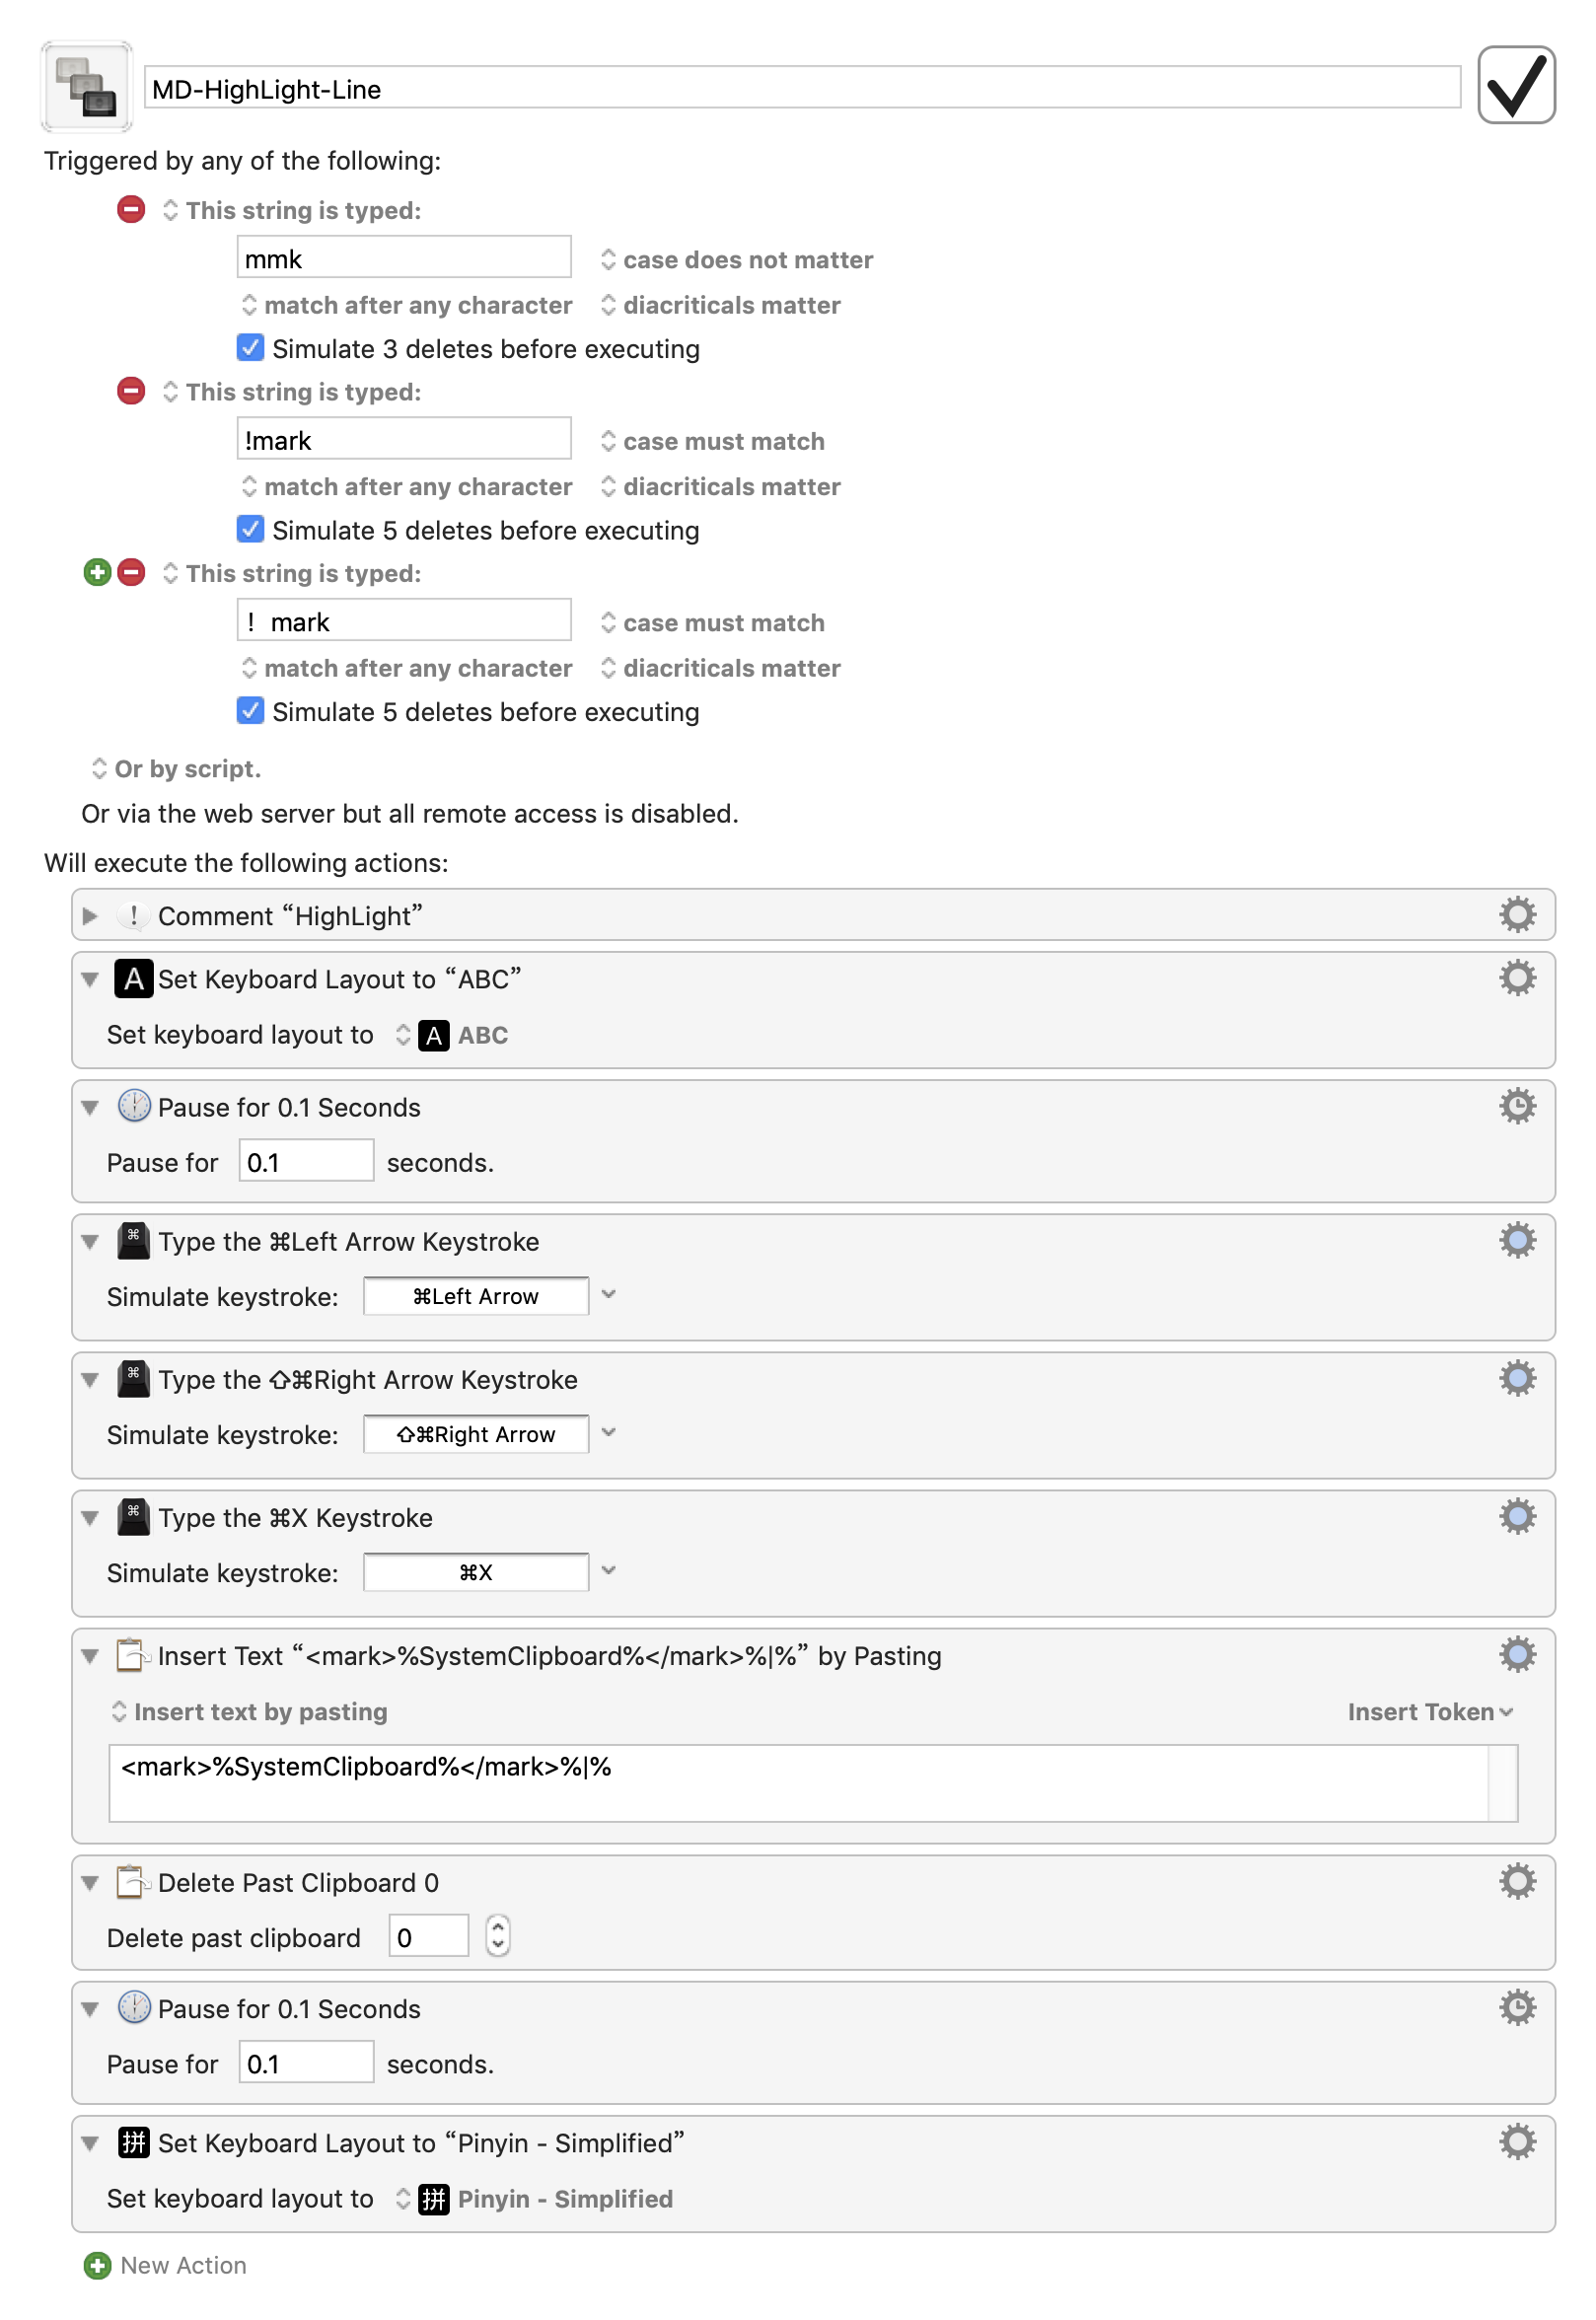 MD-HighLight-Line
Triggered by any of the following:
This string is typed:
mmk case does not matter
match after any character diacriticals matter
Simulate 3 deletes before executing
This string is typed:
!mark case must match
match after any character diacriticals matter
Simulate 5 deletes before executing
This string is typed:
！mark case must match
match after any character diacriticals matter
Simulate 5 deletes before executing
Or by script.
Or via the web server but all remote access is disabled.
Will execute the following actions:
Comment “HighLight”
A Set Keyboard Layout to “ABC”
Set keyboard layout to A ABC
Pause for 0.1 Seconds
Pause for 0.1 seconds.
⌘ Type the ⌘Left Arrow Keystroke
Simulate keystroke: ⌘Left Arrow
⌘ Type the ⇧⌘Right Arrow Keystroke
Simulate keystroke: ⇧⌘Right Arrow
⌘ Type the ⌘X Keystroke
Simulate keystroke: ⌘X
Insert Text “<mark>%SystemClipboard%</mark>%|%” by Pasting
Insert text by pasting Insert Token
<mark>%SystemClipboard%</mark>%|%
Delete Past Clipboard 0
Delete past clipboard 0
Pause for 0.1 Seconds
Pause for 0.1 seconds.
拼 Set Keyboard Layout to “Pinyin - Simplified”
Set keyboard layout to 拼 Pinyin - Simplified
New Action